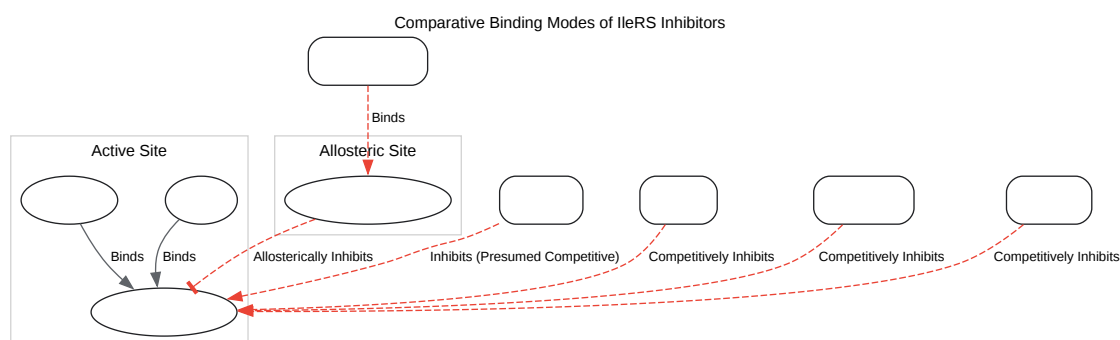 Comparative Binding Modes of IleRS Inhibitors
Binds
Active Site
Allosteric Site
Binds
Binds
Allosterically Inhibits
Inhibits (Presumed Competitive)
Competitively Inhibits
Competitively Inhibits
Competitively Inhibits